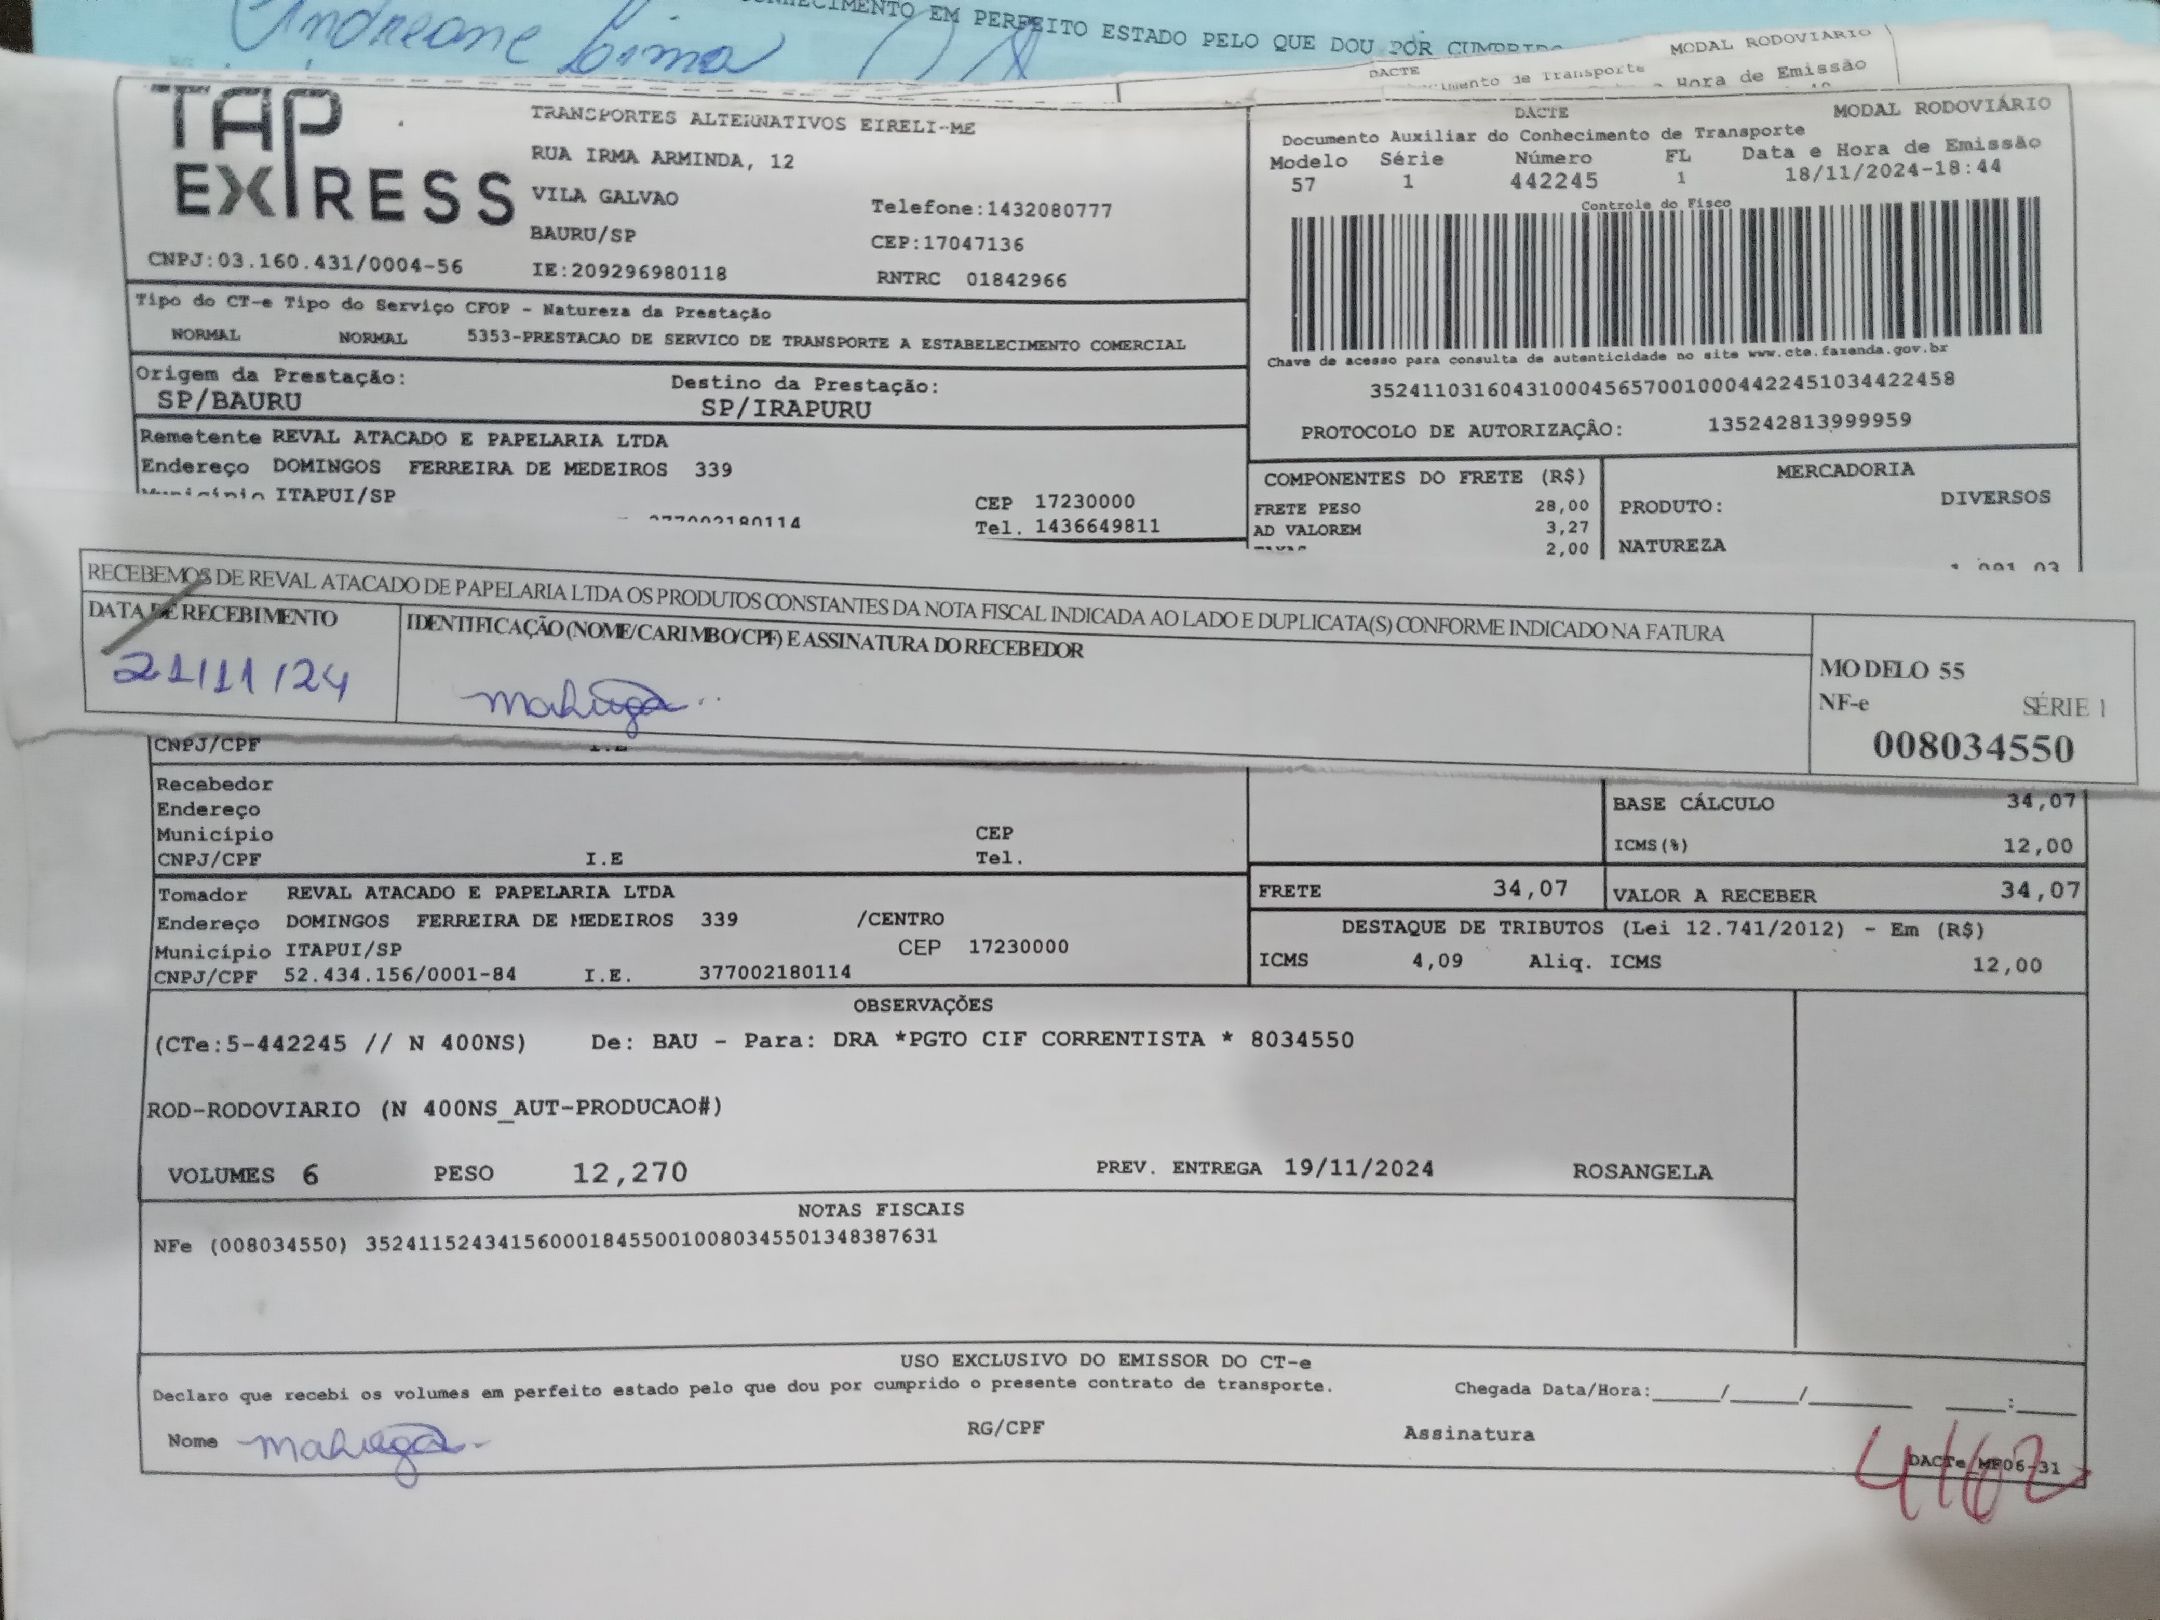 Andreane Lima
CONHECIMENTO EM PERFEITO ESTADO PELO QUE DOU POR CUMPRIDO
DACTE MODAL RODOVIARIO
de Transporte Hora de Emissão
TAP EXPRESS
TRANSPORTES ALTERNATIVOS EIRELI-ME
RUA IRMA ARMINDA, 12
VILA GALVAO Telefone:1432080777
BAURU/SP CEP:17047136
CNPJ:03.160.431/0004-56 IE:209296980118 RNTRC 01842966
DACTE MODAL RODOVIÁRIO
Documento Auxiliar do Conhecimento de Transporte
Modelo Série Número FL Data e Hora de Emissão
57 1 442245 1 18/11/2024-18:44
Controle do Fisco
Chave de acesso para consulta de autenticidade no site www.cte.fazenda.gov.br
35241103160431000456570010004422451034422458
PROTOCOLO DE AUTORIZAÇÃO: 135242813999959
Tipo do CT-e Tipo do Serviço CFOP - Natureza da Prestação
NORMAL NORMAL 5353-PRESTACAO DE SERVICO DE TRANSPORTE A ESTABELECIMENTO COMERCIAL
Origem da Prestação: Destino da Prestação:
SP/BAURU SP/IRAPURU
Remetente REVAL ATACADO E PAPELARIA LTDA
Endereço DOMINGOS FERREIRA DE MEDEIROS 339
Município ITAPUI/SP CEP 17230000
377002180114 Tel. 1436649811
COMPONENTES DO FRETE (R$) MERCADORIA
FRETE PESO 28,00 PRODUTO: DIVERSOS
AD VALOREM 3,27
2,00 NATUREZA
RECEBEMOS DE REVAL ATACADO DE PAPELARIA LTDA OS PRODUTOS CONSTANTES DA NOTA FISCAL INDICADA AO LADO E DUPLICATA(S) CONFORME INDICADO NA FATURA
DATA DE RECEBIMENTO IDENTIFICAÇÃO (NOME/CARIMBO/CPF) E ASSINATURA DO RECEBEDOR
21/11/24
MODELO 55
NF-e SÉRIE 1
008034550
CNPJ/CPF I.E
Recebedor
Endereço
Município CEP
CNPJ/CPF I.E Tel.
BASE CÁLCULO 34,07
ICMS(%) 12,00
Tomador REVAL ATACADO E PAPELARIA LTDA
Endereço DOMINGOS FERREIRA DE MEDEIROS 339 /CENTRO
Município ITAPUI/SP CEP 17230000
CNPJ/CPF 52.434.156/0001-84 I.E. 377002180114
FRETE 34,07 VALOR A RECEBER 34,07
DESTAQUE DE TRIBUTOS (Lei 12.741/2012) - Em (R$)
ICMS 4,09 Aliq. ICMS 12,00
OBSERVAÇÕES
(CTe:5-442245 // N 400NS) De: BAU - Para: DRA *PGTO CIF CORRENTISTA * 8034550
ROD-RODOVIARIO (N 400NS_AUT-PRODUCAO#)
VOLUMES 6 PESO 12,270 PREV. ENTREGA 19/11/2024 ROSANGELA
NOTAS FISCAIS
NFe (008034550) 35241152434156000184550010080345501348387631
USO EXCLUSIVO DO EMISSOR DO CT-e
Declaro que recebi os volumes em perfeito estado pelo que dou por cumprido o presente contrato de transporte. Chegada Data/Hora:____/____/______ ____:____
Nome RG/CPF Assinatura
DACTe MF06-31